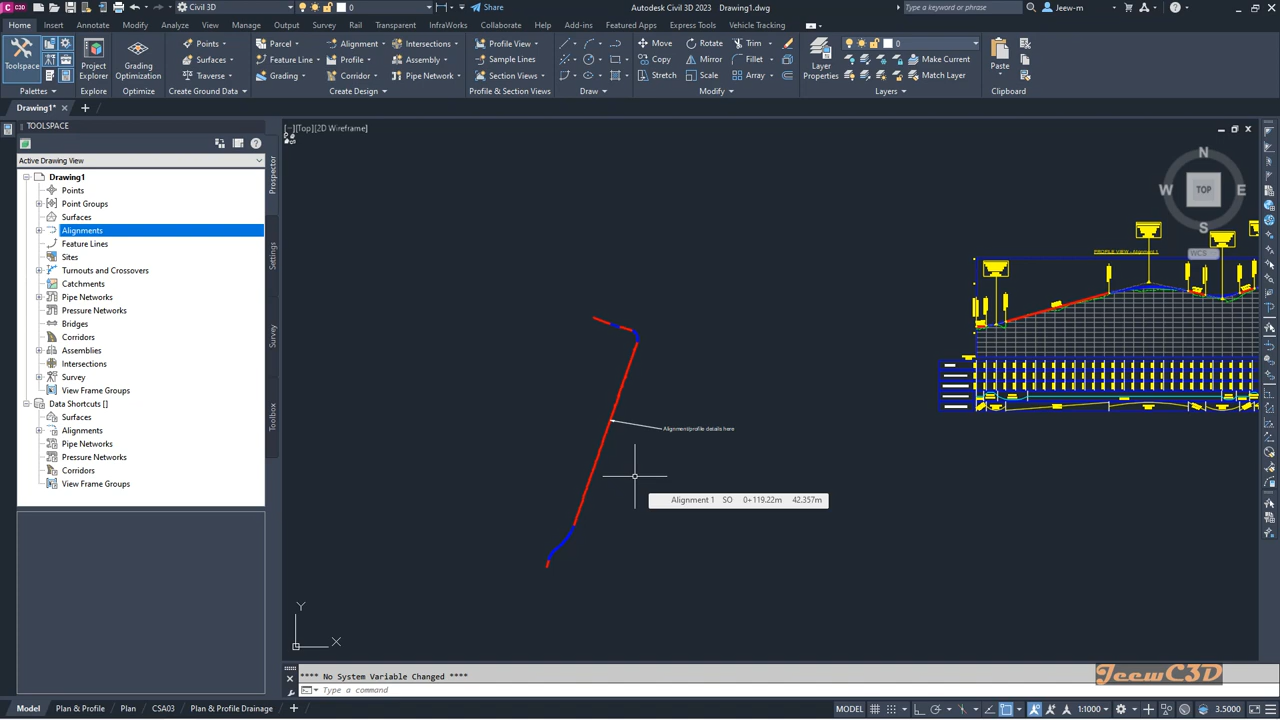 C3D
Civil 3D
0
Share
Autodesk Civil 3D 2023 Drawing1.dwg
Type a keyword or phrase
Jeew-m
Home Insert Annotate Modify Analyze View Manage Output Survey Rail Transparent InfraWorks Collaborate Help Add-ins Featured Apps Express Tools Vehicle Tracking
Toolspace
Project Explorer
Grading Optimization
Points
Surfaces
Traverse
Parcel
Feature Line
Grading
Alignment
Profile
Corridor
Intersections
Assembly
Pipe Network
Profile View
Sample Lines
Section Views
Move
Copy
Stretch
Rotate
Mirror
Scale
Trim
Fillet
Array
Layer Properties
0
Make Current
Match Layer
Paste
Palettes
Explore
Optimize
Create Ground Data
Create Design
Profile & Section Views
Draw
Modify
Layers
Clipboard
Drawing1*
TOOLSPACE
Active Drawing View
Drawing1
Points
Point Groups
Surfaces
Alignments
Feature Lines
Sites
Turnouts and Crossovers
Catchments
Pipe Networks
Pressure Networks
Bridges
Corridors
Assemblies
Intersections
Survey
View Frame Groups
Data Shortcuts []
Surfaces
Alignments
Pipe Networks
Pressure Networks
Corridors
View Frame Groups
Prospector
Settings
Survey
Toolbox
[−][Top][2D Wireframe]
N
W TOP E
S
WCS
PROFILE VIEW - Alignment 1
Alignment/profile details here
Alignment 1 SO 0+119.22m 42.357m
Y
X
**** No System Variable Changed ****
Type a command
JeewC3D
Model Plan & Profile Plan CSA03 Plan & Profile Drainage
MODEL
1:1000
3.5000